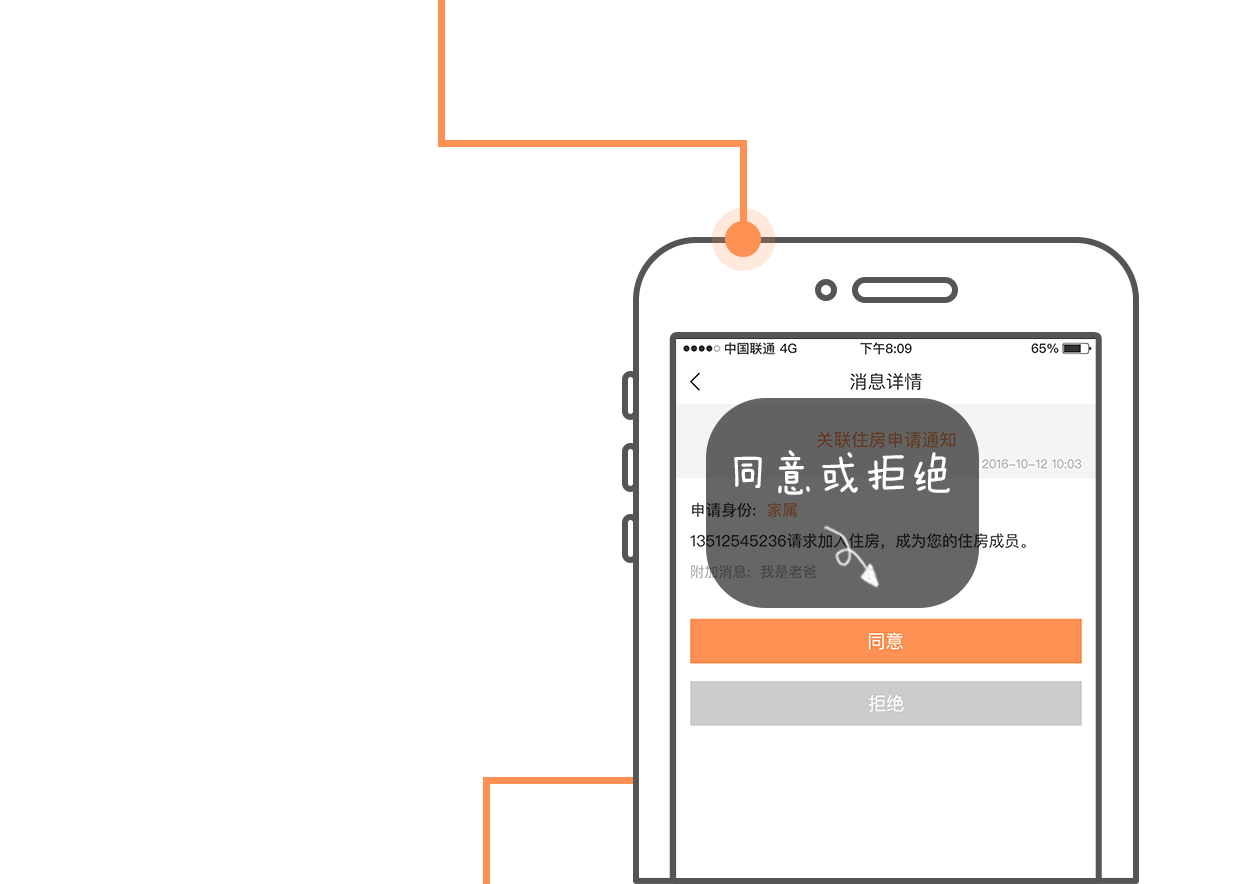 中国联通 4G 下午8:09 65%
消息详情
关联住房申请通知
同意或拒绝
2016-10-12 10:03
申请身份: 家属
13512545236请求加入住房，成为您的住房成员。
附加消息: 我是老爸
同意
拒绝